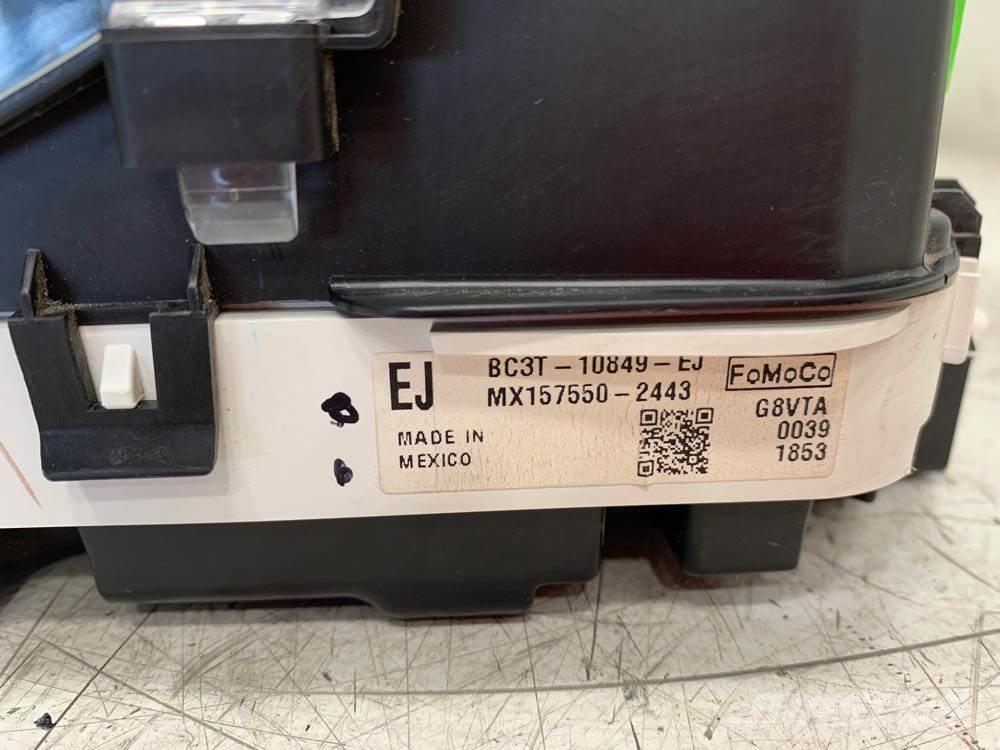 EJ
BC3T-10849-EJ
MX157550-2443
FoMoCo
G8VTA
0039
1853
MADE IN
MEXICO